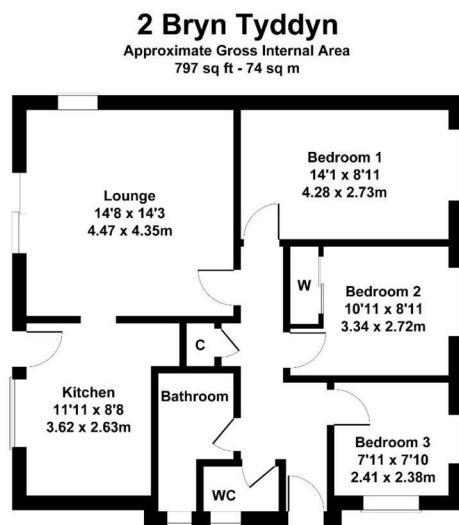 2 Bryn Tyddyn
Approximate Gross Internal Area
797 sq ft - 74 sq m
Lounge
14'8 x 14'3
4.47 x 4.35m
Bedroom 1
14'1 x 8'11
4.28 x 2.73m
W
Bedroom 2
10'11 x 8'11
3.34 x 2.72m
C
Kitchen
11'11 x 8'8
3.62 x 2.63m
Bathroom
Bedroom 3
7'11 x 7'10
2.41 x 2.38m
WC